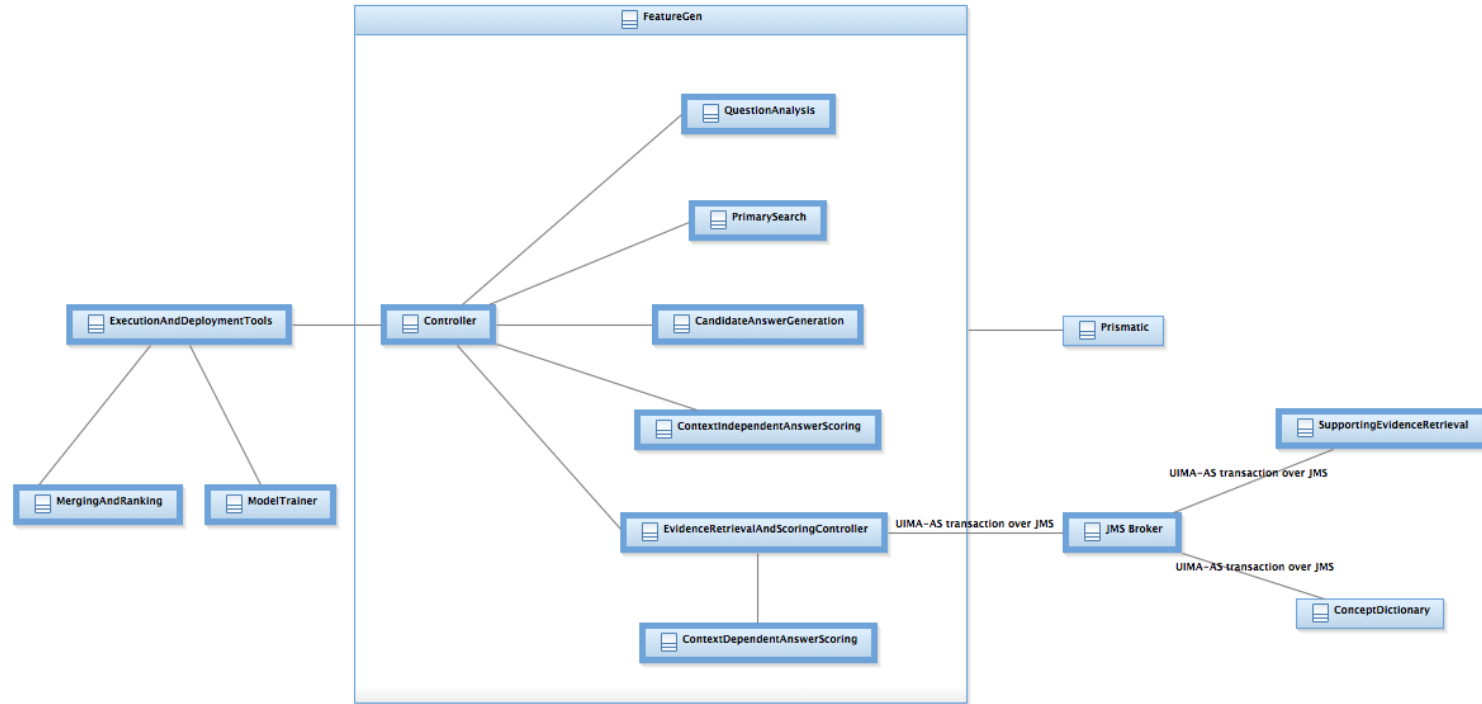 FeatureGen
QuestionAnalysis
PrimarySearch
ExecutionAndDeploymentTools
Controller
CandidateAnswerGeneration
Prismatic
ContextIndependentAnswerScoring
SupportingEvidenceRetrieval
UIMA-AS transaction over JMS
MergingAndRanking
ModelTrainer
EvidenceRetrievalAndScoringController
UIMA-AS transaction over JMS
JMS Broker
UIMA-AS transaction over JMS
ConceptDictionary
ContextDependentAnswerScoring